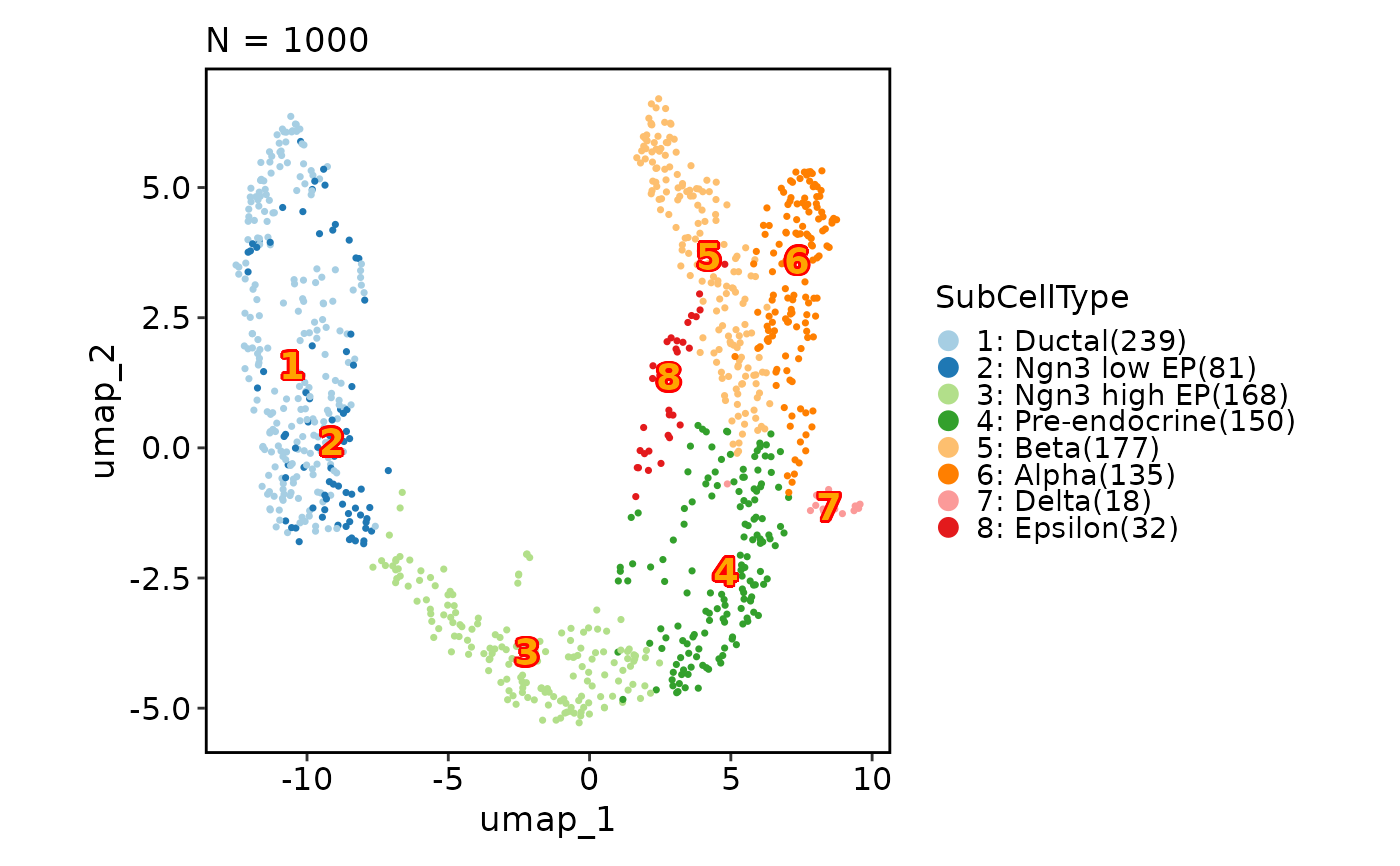 N = 1000
5.0
2.5
0.0
-2.5
-5.0
umap_2
-10
-5
0
5
10
umap_1
1
2
3
4
5
6
7
8
SubCellType
1: Ductal(239)
2: Ngn3 low EP(81)
3: Ngn3 high EP(168)
4: Pre-endocrine(150)
5: Beta(177)
6: Alpha(135)
7: Delta(18)
8: Epsilon(32)